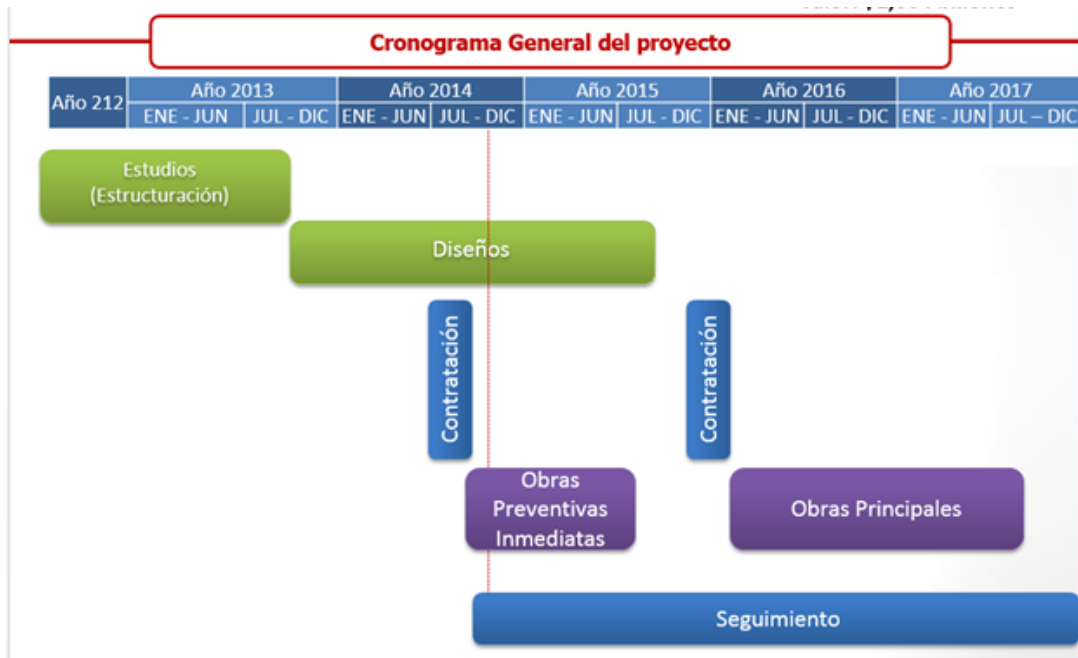 Cronograma General del proyecto
Año 212
Año 2013
Año 2014
Año 2015
Año 2016
Año 2017
ENE - JUN
JUL - DIC
ENE - JUN
JUL - DIC
ENE - JUN
JUL - DIC
ENE - JUN
JUL - DIC
ENE - JUN
JUL – DIC
Estudios
(Estructuración)
Diseños
Contratación
Contratación
Obras
Preventivas
Inmediatas
Obras Principales
Seguimiento